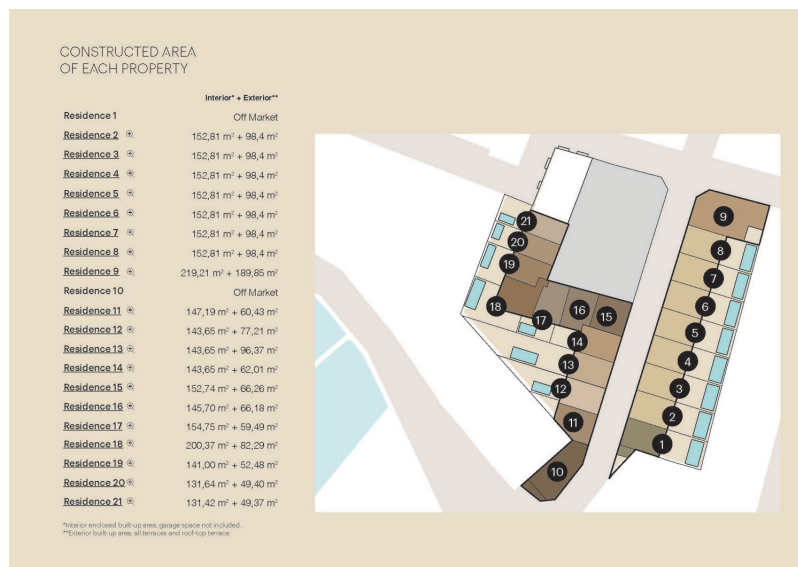 CONSTRUCTED AREA
OF EACH PROPERTY
Interior* + Exterior**
Residence 1 Off Market
Residence 2 152,81 m² + 98,4 m²
Residence 3 152,81 m² + 98,4 m²
Residence 4 152,81 m² + 98,4 m²
Residence 5 152,81 m² + 98,4 m²
Residence 6 152,81 m² + 98,4 m²
Residence 7 152,81 m² + 98,4 m²
Residence 8 152,81 m² + 98,4 m²
Residence 9 219,21 m² + 189,85 m²
Residence 10 Off Market
Residence 11 147,19 m² + 60,43 m²
Residence 12 143,65 m² + 77,21 m²
Residence 13 143,65 m² + 96,37 m²
Residence 14 143,65 m² + 62,01 m²
Residence 15 152,74 m² + 66,26 m²
Residence 16 145,70 m² + 66,18 m²
Residence 17 154,75 m² + 59,49 m²
Residence 18 200,37 m² + 82,29 m²
Residence 19 141,00 m² + 52,48 m²
Residence 20 131,64 m² + 49,40 m²
Residence 21 131,42 m² + 49,37 m²
*Interior enclosed built-up area; garage space not included.
**Exterior built-up area; all terraces and roof-top terrace.
9
21
8
20
19
7
6
18
17
16
15
5
14
4
13
3
12
2
11
1
10